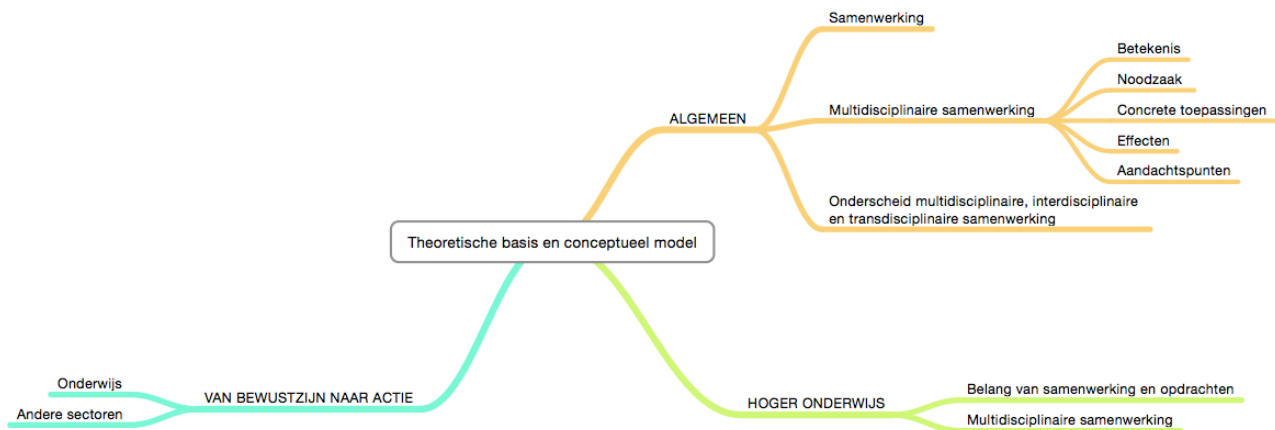 Samenwerking
Betekenis
Noodzaak
ALGEMEEN
Multidisciplinaire samenwerking
Concrete toepassingen
Effecten
Aandachtspunten
Onderscheid multidisciplinaire, interdisciplinaire
en transdisciplinaire samenwerking
Theoretische basis en conceptueel model
Onderwijs
Andere sectoren
VAN BEWUSTZIJN NAAR ACTIE
HOGER ONDERWIJS
Belang van samenwerking en opdrachten
Multidisciplinaire samenwerking